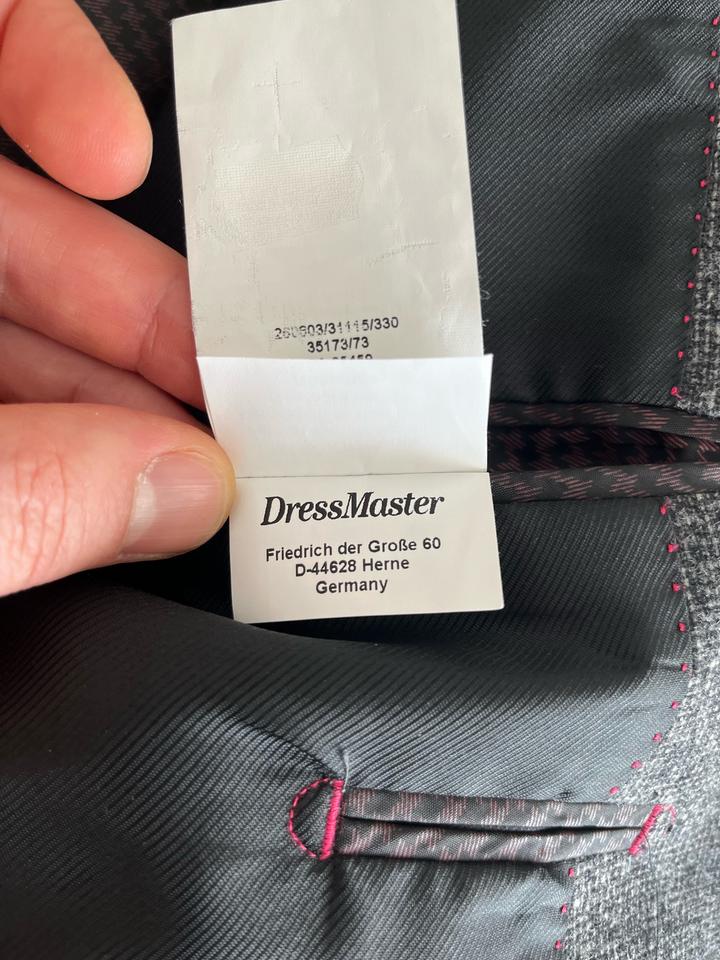 260603/31115/330
35173/73
DressMaster
Friedrich der Große 60
D-44628 Herne
Germany